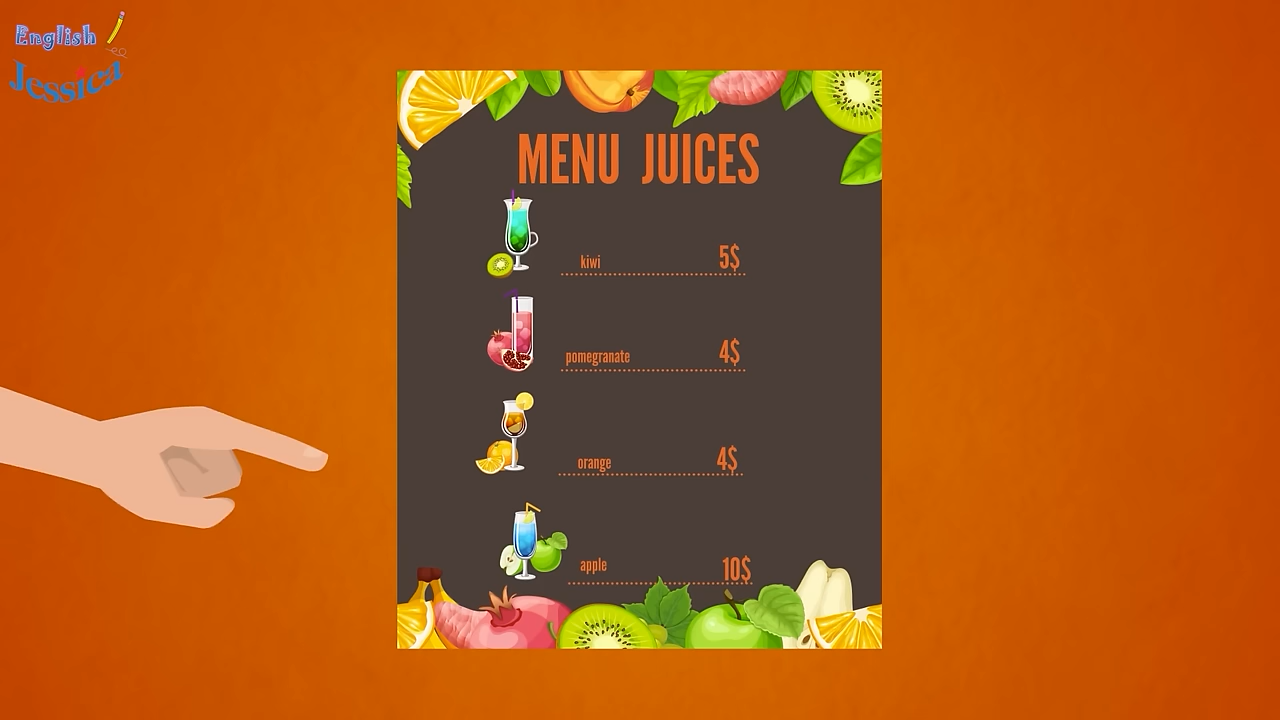 English
Jessica
MENU JUICES
kiwi 5$
pomegranate 4$
orange 4$
apple 10$